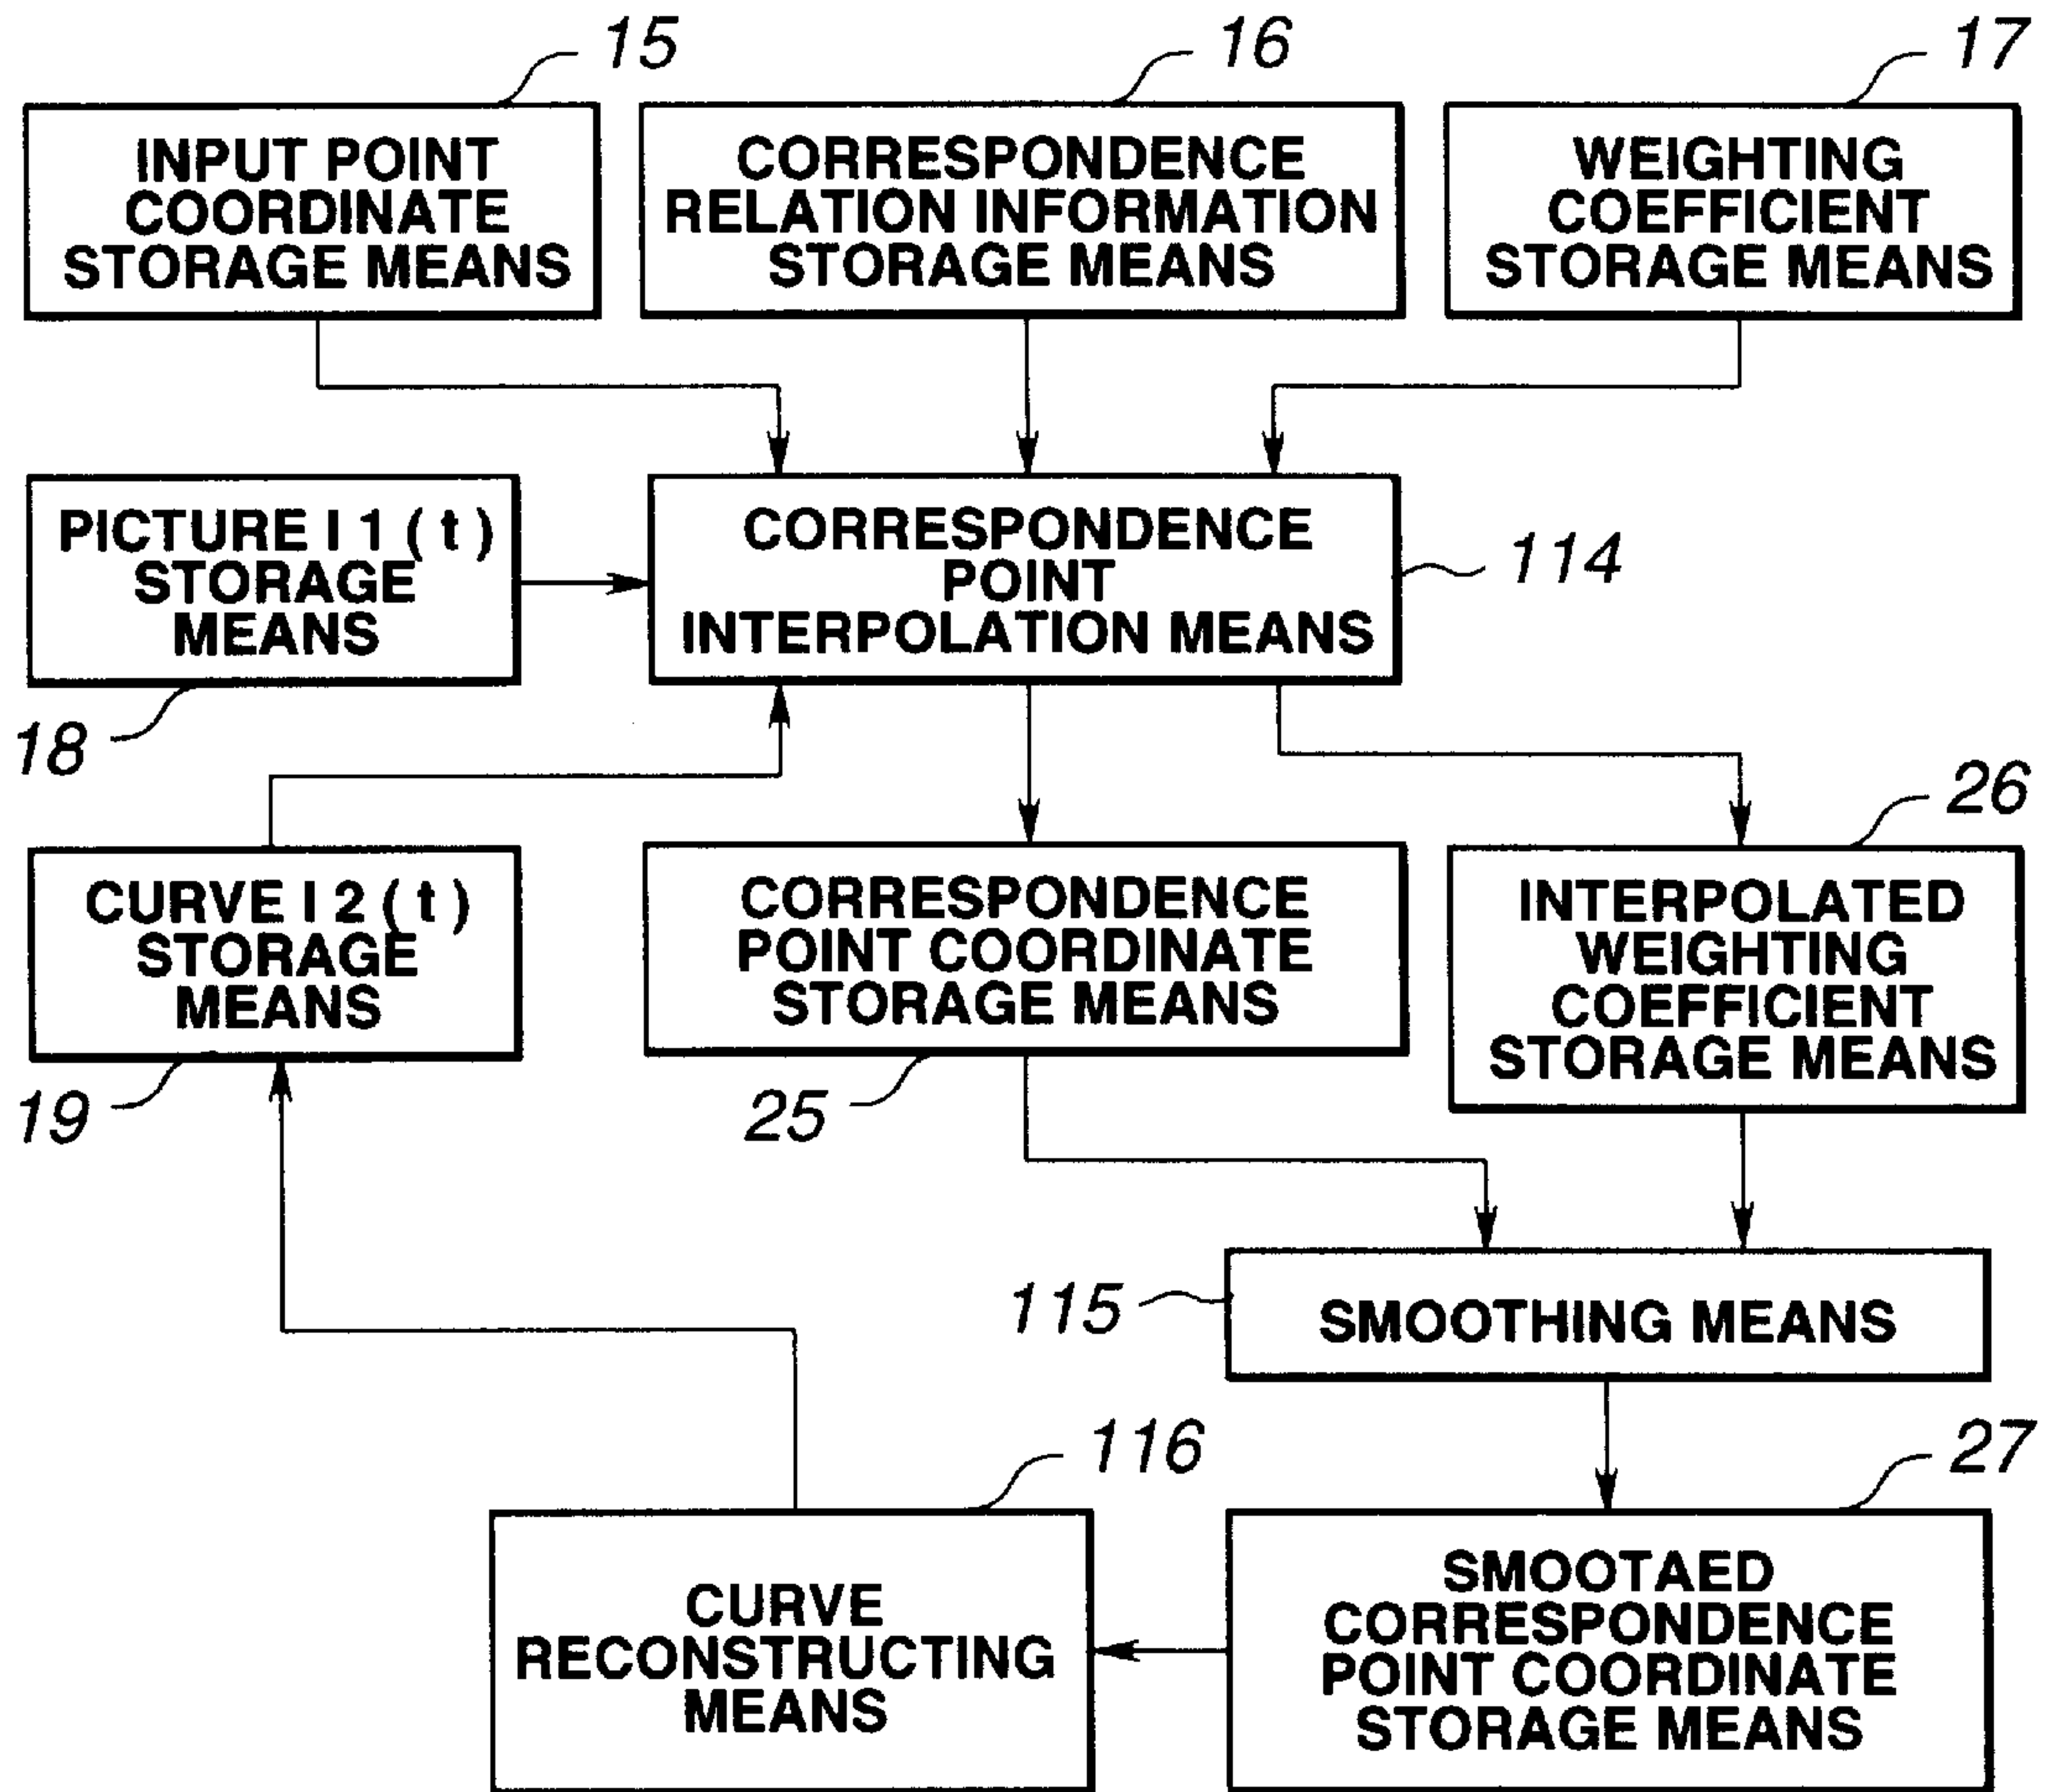 15
16
17
INPUT POINT
COORDINATE
STORAGE MEANS
CORRESPONDENCE
RELATION INFORMATION
STORAGE MEANS
WEIGHTING
COEFFICIENT
STORAGE MEANS
PICTURE I 1 ( t )
STORAGE
MEANS
18
CORRESPONDENCE
POINT
INTERPOLATION MEANS
114
CURVE I 2 ( t )
STORAGE
MEANS
19
CORRESPONDENCE
POINT COORDINATE
STORAGE MEANS
25
26
INTERPOLATED
WEIGHTING
COEFFICIENT
STORAGE MEANS
115
SMOOTHING MEANS
116
CURVE
RECONSTRUCTING
MEANS
27
SMOOTAED
CORRESPONDENCE
POINT COORDINATE
STORAGE MEANS